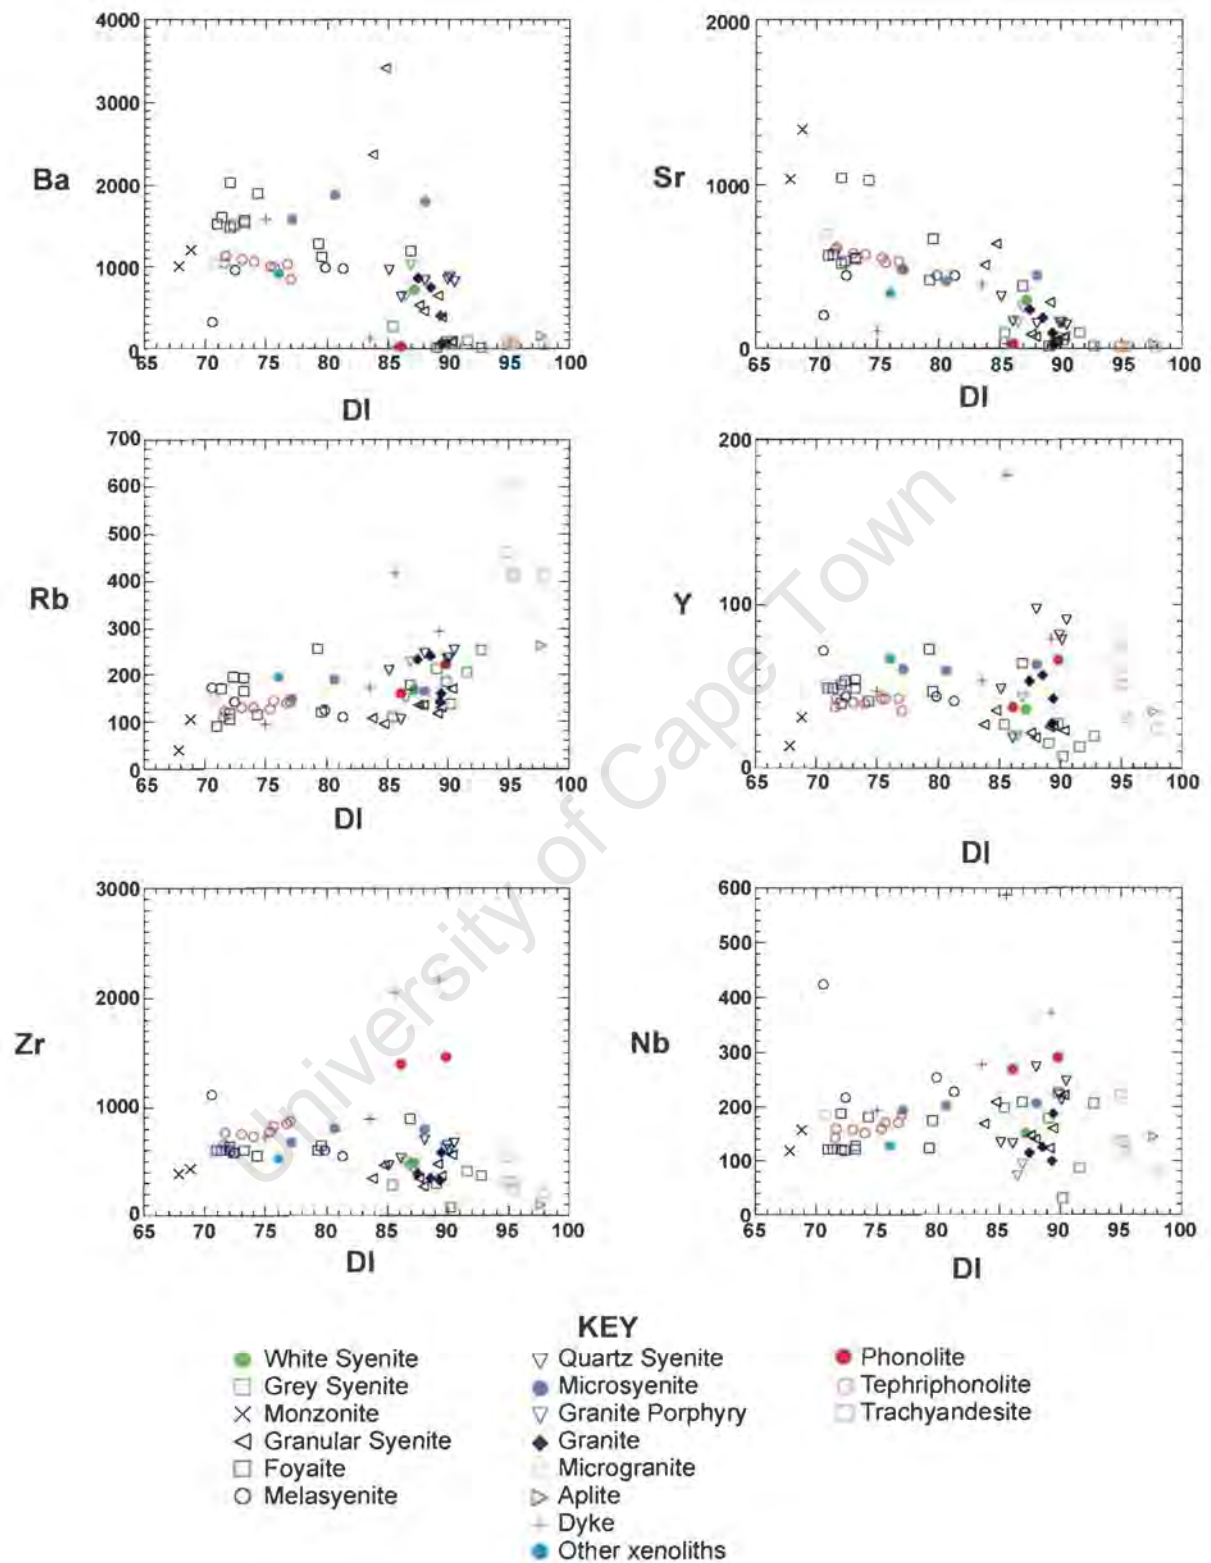 4000
3000
Ba
2000
1000
0
65 70 75 80 85 90 95 100
DI
2000
Sr
1000
0
65 70 75 80 85 90 95 100
DI
700
600
500
400
Rb
300
200
100
0
65 70 75 80 85 90 95 100
DI
200
Y
100
0
65 70 75 80 85 90 95 100
DI
3000
2000
Zr
1000
0
65 70 75 80 85 90 95 100
DI
600
500
400
Nb
300
200
100
0
65 70 75 80 85 90 95 100
DI
University of Cape Town
KEY
White Syenite
Grey Syenite
Monzonite
Granular Syenite
Foyaite
Melasyenite
Quartz Syenite
Microsyenite
Granite Porphyry
Granite
Microgranite
Aplite
Dyke
Other xenoliths
Phonolite
Tephriphonolite
Trachyandesite